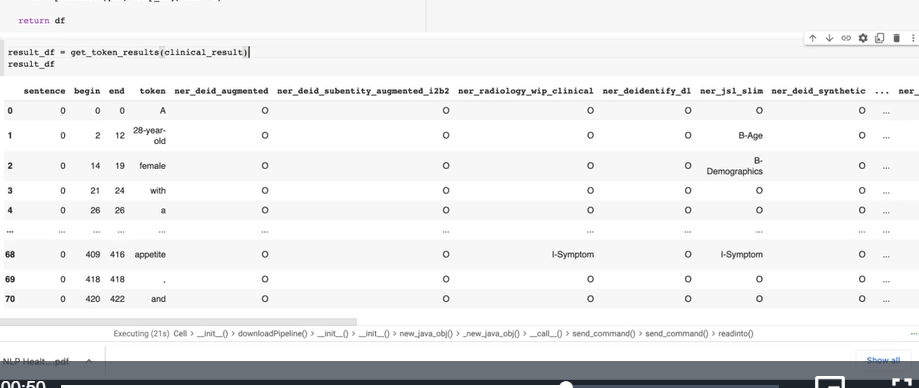 return df
result_df = get_token_results(clinical_result)
result_df
sentence begin end token ner_deid_augmented ner_deid_subentity_augmented_i2b2 ner_radiology_wip_clinical ner_deidentify_dl ner_jsl_slim ner_deid_synthetic ... ner_
0 0 0 0 A O O O O O O ...
1 0 2 12 28-year-old O O O O B-Age O ...
2 0 14 19 female O O O O B-Demographics O ...
3 0 21 24 with O O O O O O ...
4 0 26 26 a O O O O O O ...
... ... ... ... ... ... ... ... ... ... ... ...
68 0 409 416 appetite O O I-Symptom O I-Symptom O ...
69 0 418 418 , O O O O O O ...
70 0 420 422 and O O O O O O ...
Executing (21s) Cell > __init__() > downloadPipeline() > __init__() > __init__() > new_java_obj() > _new_java_obj() > __call__() > send_command() > send_command() > readinto()
NLP Healt....pdf
Show all
00:50